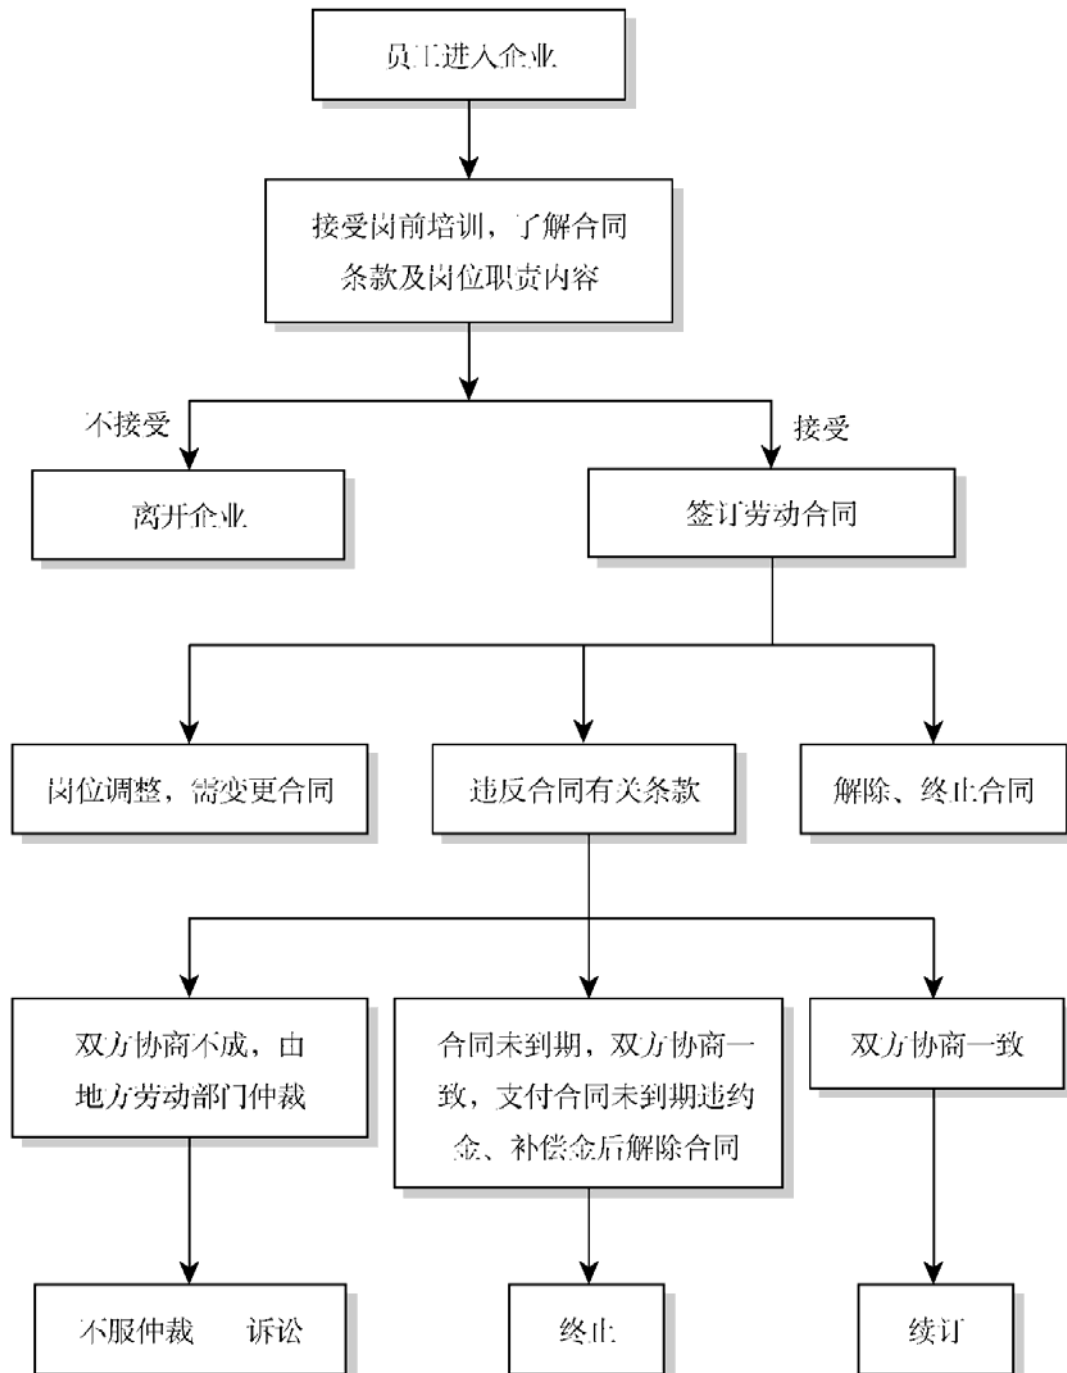 员工进入企业
接受岗前培训，了解合同
条款及岗位职责内容
不接受
接受
离开企业
签订劳动合同
岗位调整，需变更合同
违反合同有关条款
解除、终止合同
双方协商不成，由
地方劳动部门仲裁
合同未到期，双方协商一
致，支付合同未到期违约
金、补偿金后解除合同
双方协商一致
不服仲裁　诉讼
终止
续订